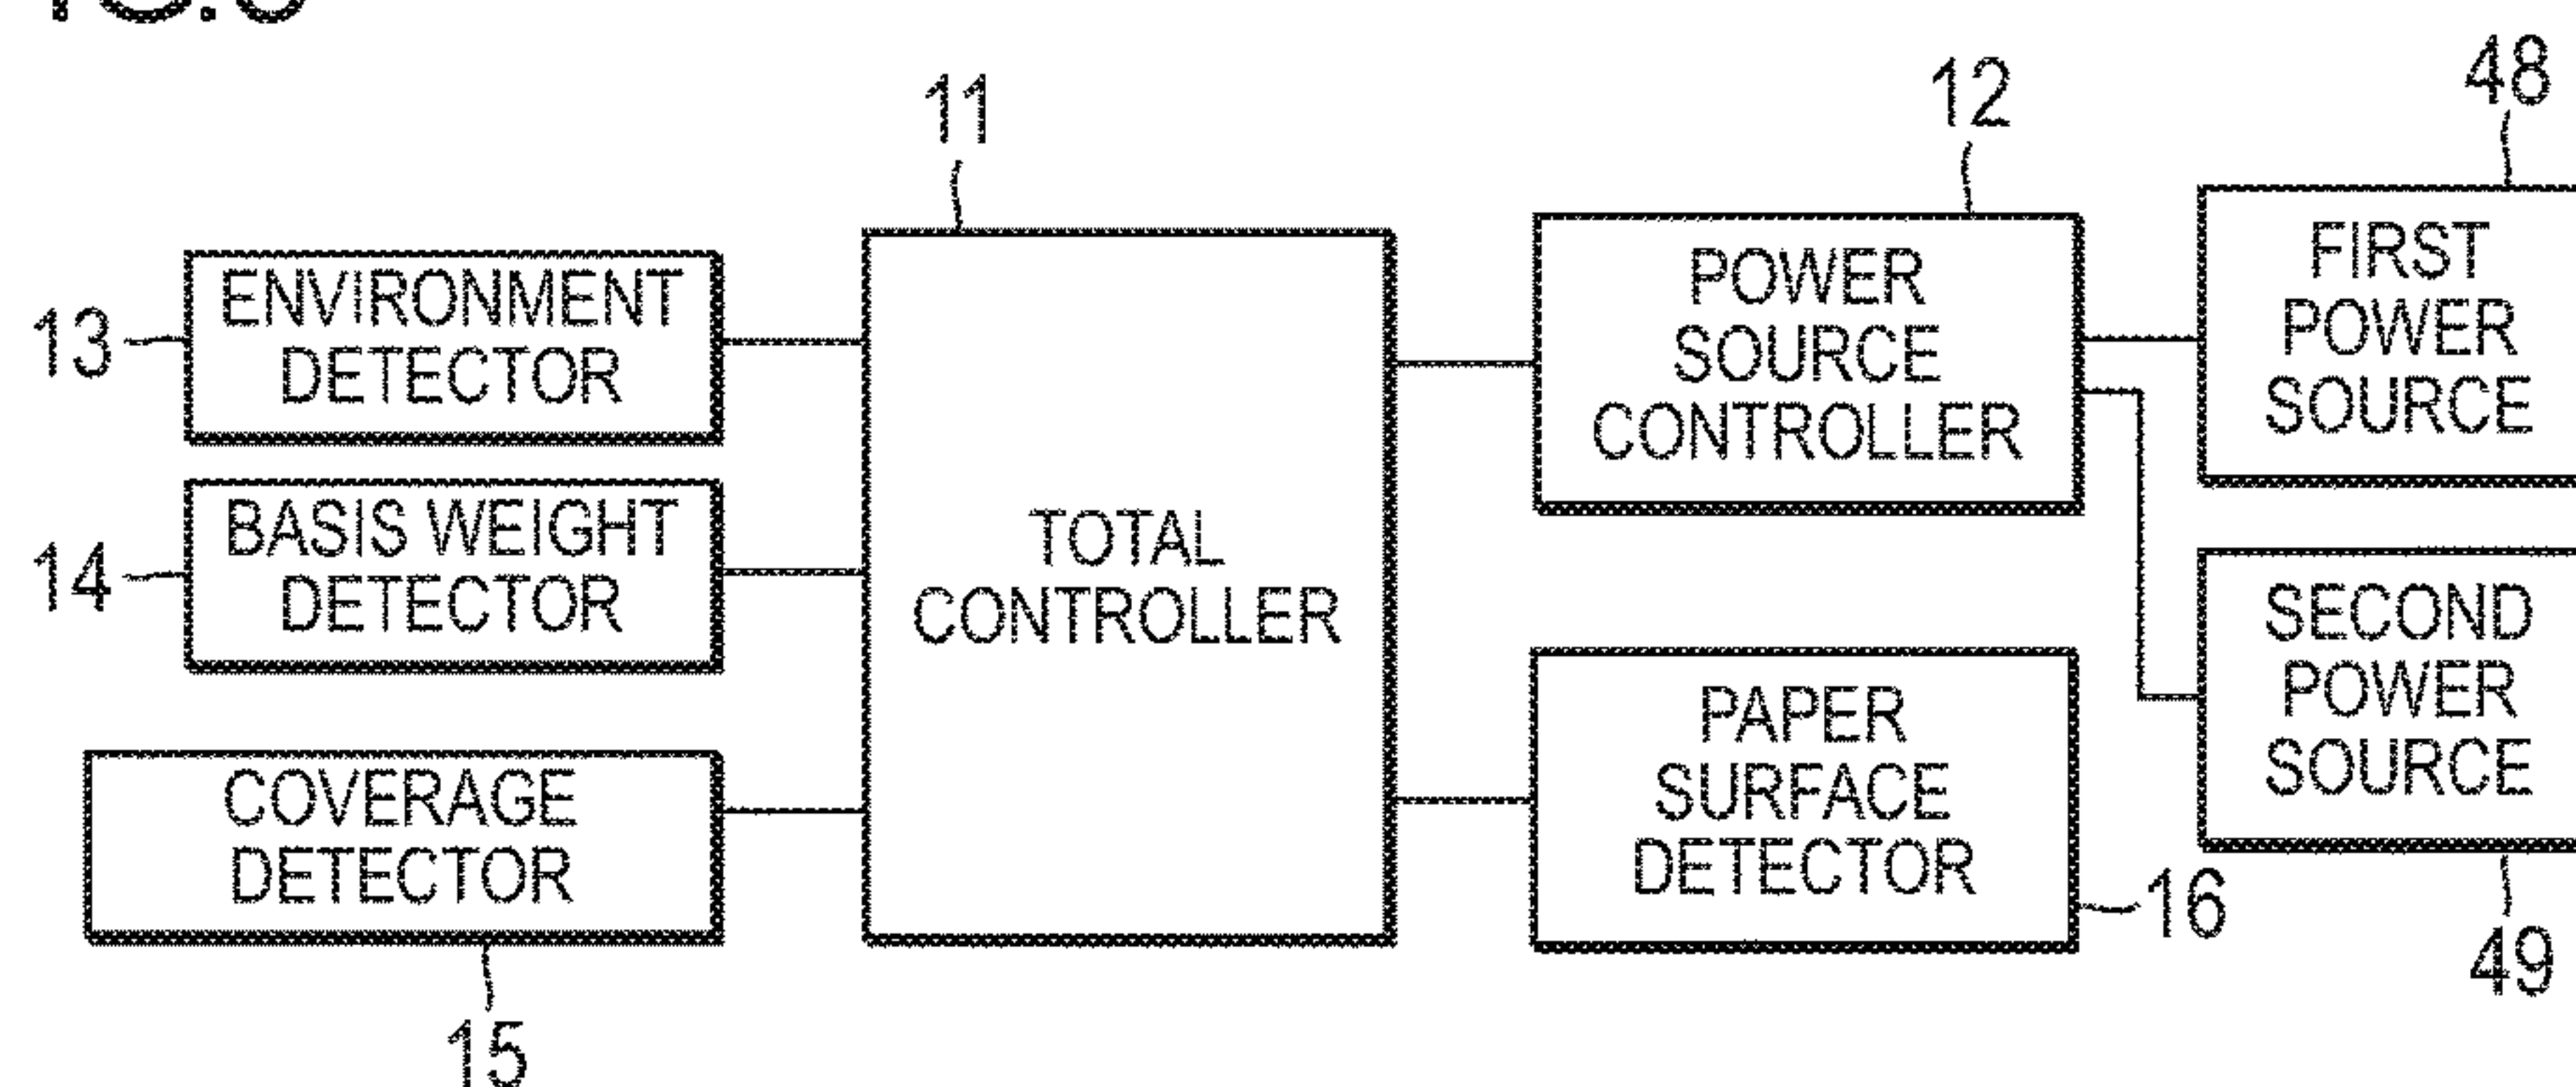 11
12
48
13
ENVIRONMENT
DETECTOR
14
BASIS WEIGHT
DETECTOR
COVERAGE
DETECTOR
15
TOTAL
CONTROLLER
POWER
SOURCE
CONTROLLER
PAPER
SURFACE
DETECTOR
16
FIRST
POWER
SOURCE
SECOND
POWER
SOURCE
49